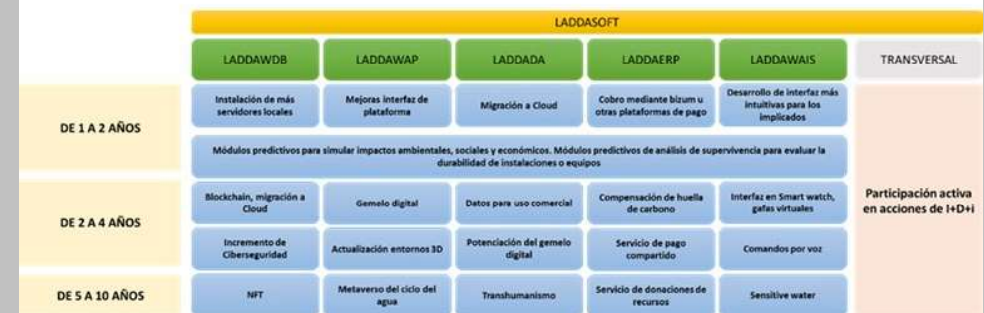 LADDASOFT
LADDAWDB
LADDAWAP
LADDADA
LADDAERP
LADDAWAIS
TRANSVERSAL
DE 1 A 2 AÑOS
Instalación de más
servidores locales
Mejoras interfaz de
plataforma
Migración a Cloud
Cobro mediante bizum u
otras plataformas de pago
Desarrollo de interfaz más
intuitivas para los
implicados
Módulos predictivos para simular impactos ambientales, sociales y económicos. Módulos predictivos de análisis de supervivencia para evaluar la
durabilidad de instalaciones o equipos
DE 2 A 4 AÑOS
Blockchain, migración a
Cloud
Gemelo digital
Datos para uso comercial
Compensación de huella
de carbono
Interfaz en Smart watch,
gafas virtuales
Incremento de
Ciberseguridad
Actualización entornos 3D
Potenciación del gemelo
digital
Servicio de pago
compartido
Comandos por voz
Participación activa
en acciones de I+D+i
DE 5 A 10 AÑOS
NFT
Metaverso del ciclo del
agua
Transhumanismo
Servicio de donaciones de
recursos
Sensitive water